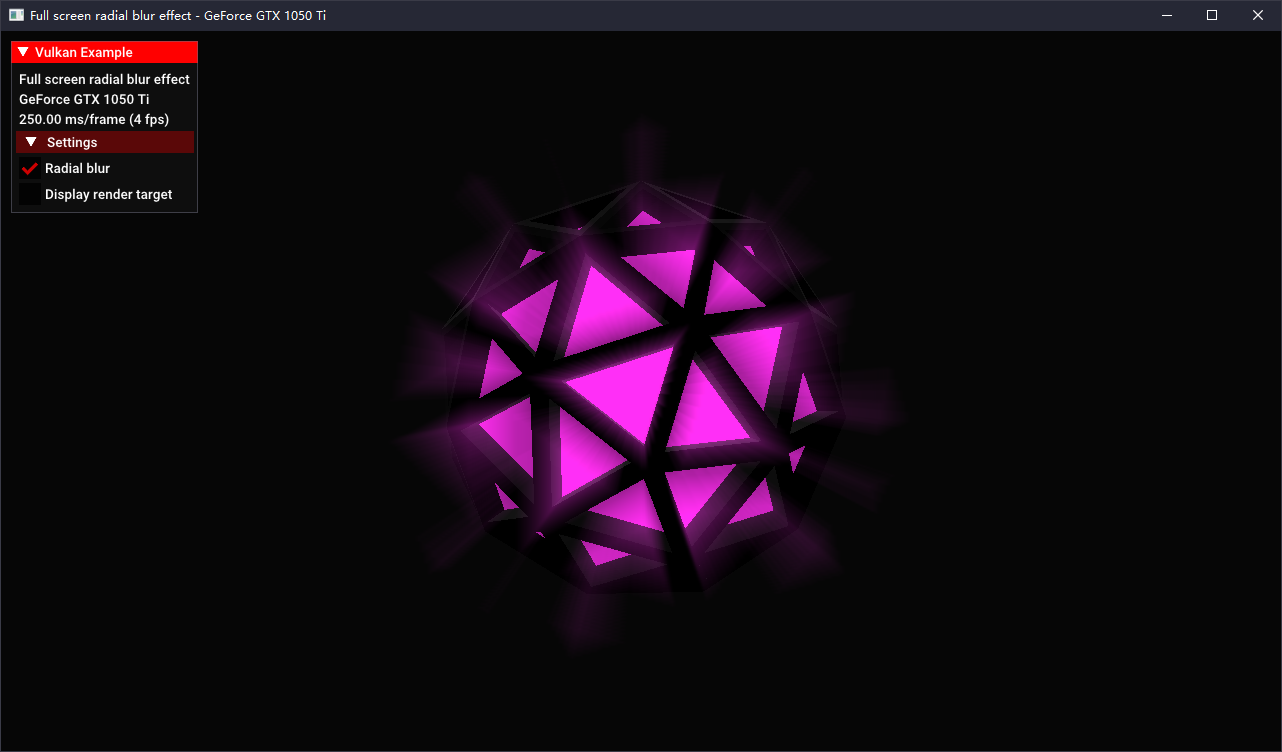 Full screen radial blur effect - GeForce GTX 1050 Ti
Vulkan Example
Full screen radial blur effect
GeForce GTX 1050 Ti
250.00 ms/frame (4 fps)
Settings
Radial blur
Display render target